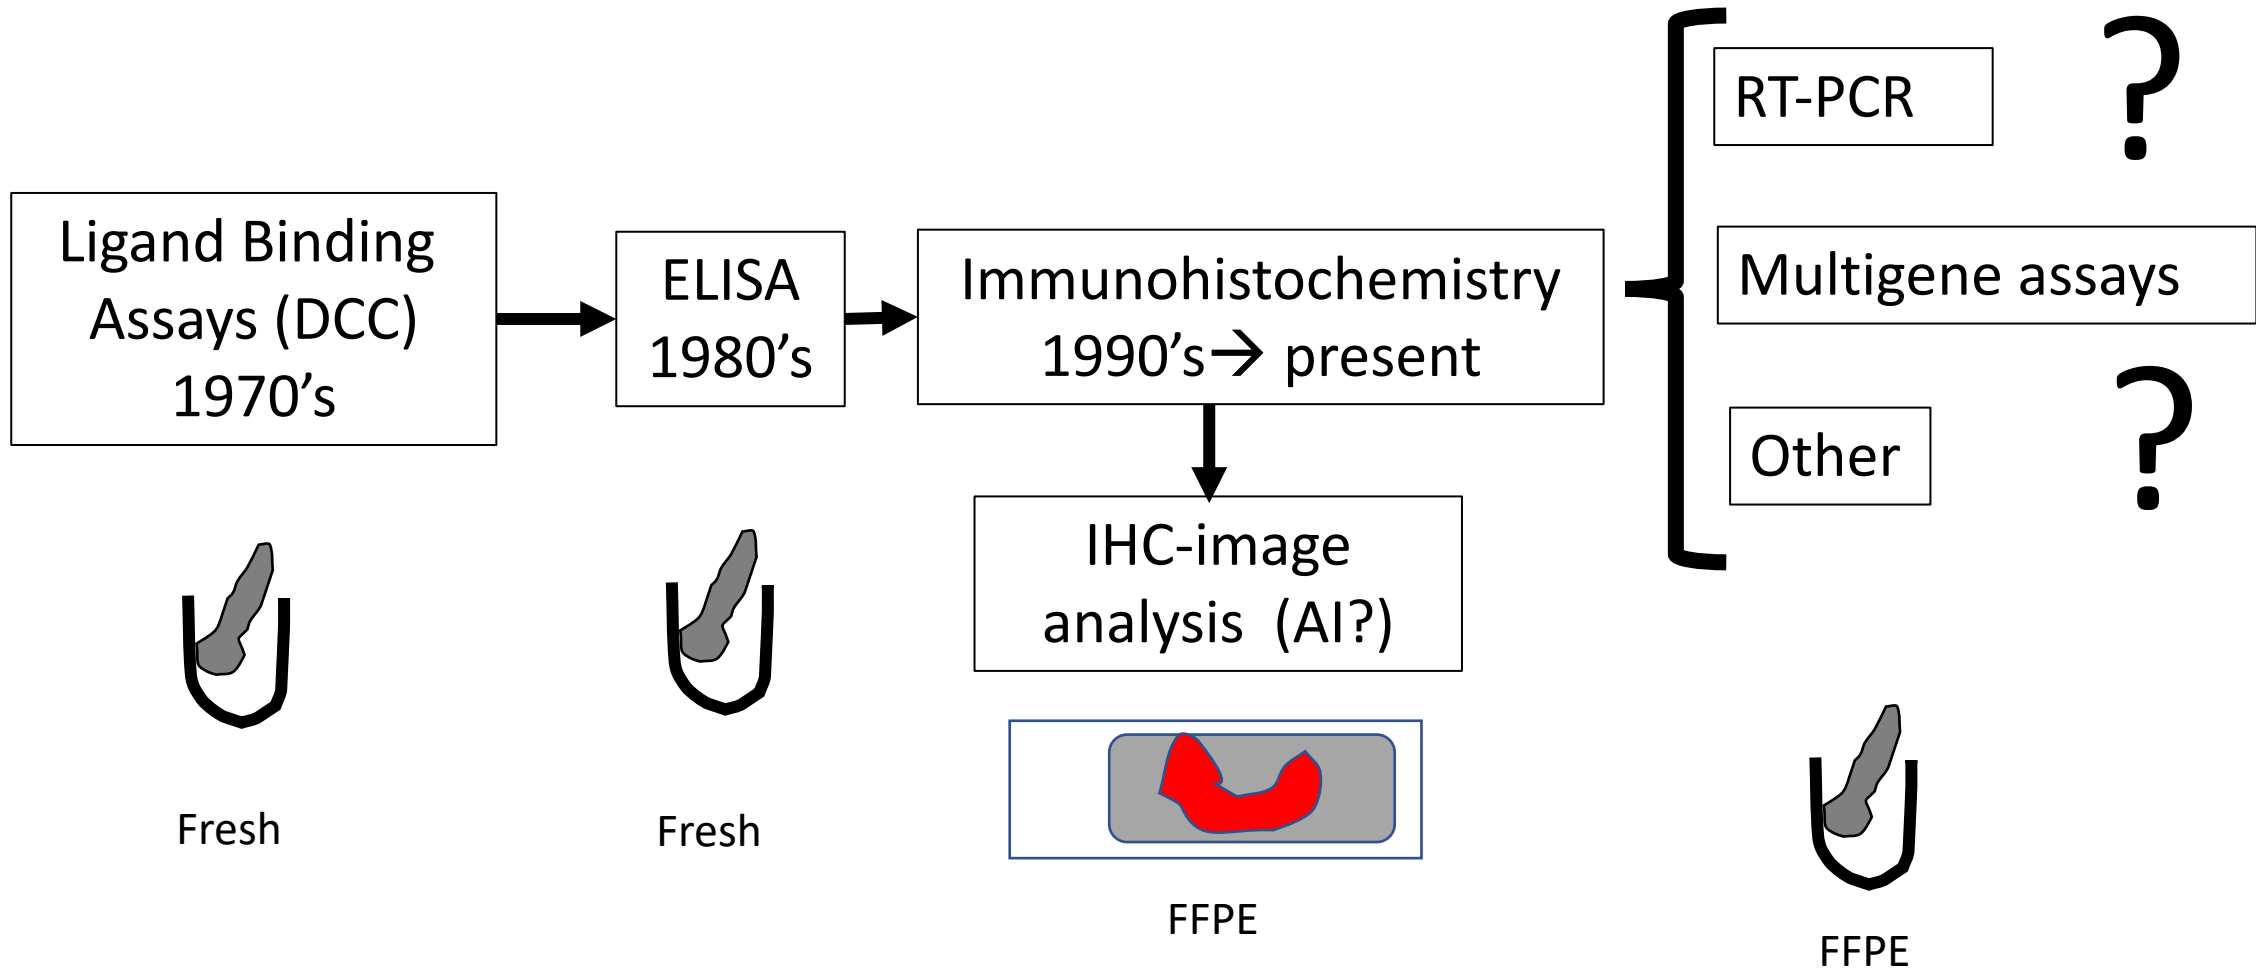 Ligand Binding
Assays (DCC)
1970’s
ELISA
1980’s
Immunohistochemistry
1990’s→ present
IHC-image
analysis  (AI?)
RT-PCR
?
Multigene assays
Other
?
Fresh
Fresh
FFPE
FFPE